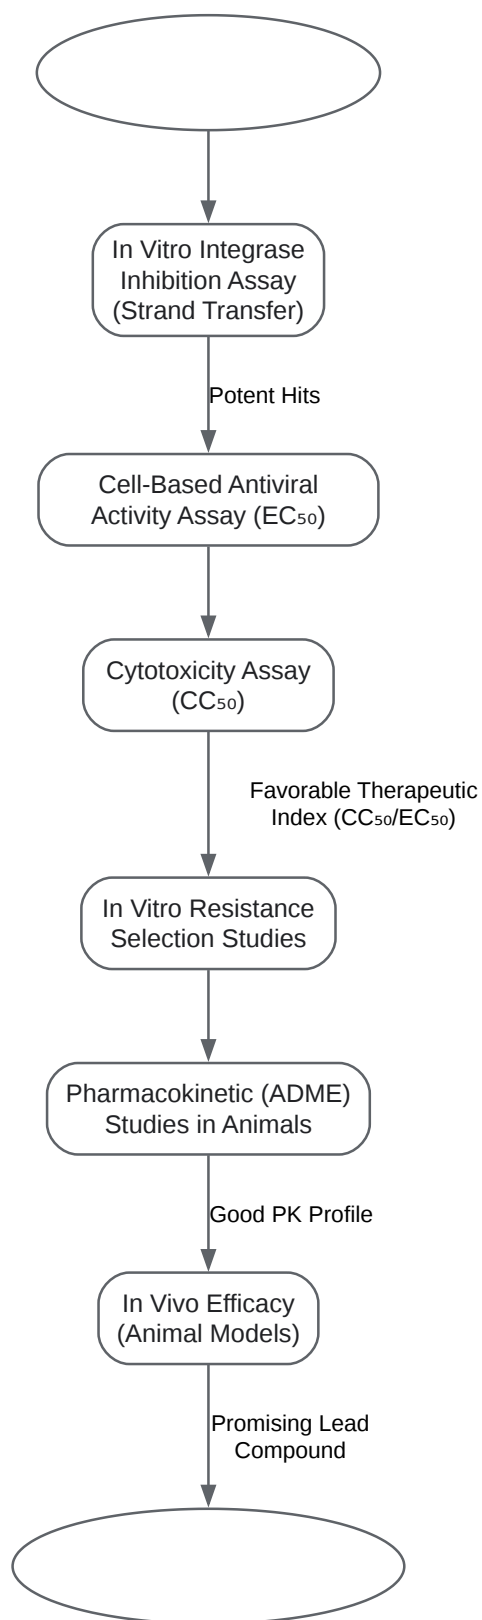 In Vitro Integrase
Inhibition Assay
(Strand Transfer)
Potent Hits
Cell-Based Antiviral
Activity Assay (EC₅₀)
Cytotoxicity Assay
(CC₅₀)
Favorable Therapeutic
Index (CC₅₀/EC₅₀)
In Vitro Resistance
Selection Studies
Pharmacokinetic (ADME)
Studies in Animals
Good PK Profile
In Vivo Efficacy
(Animal Models)
Promising Lead
Compound